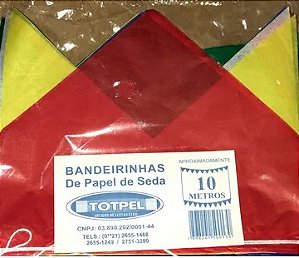 BANDEIRINHAS
De Papel de Seda
TOTPEL
CNPJ: 03.890.202/0001-44
TELS.: (0**21) 2655-1488
2655-1249 / 2751-3280
APROXIMADAMENTE
10
METROS